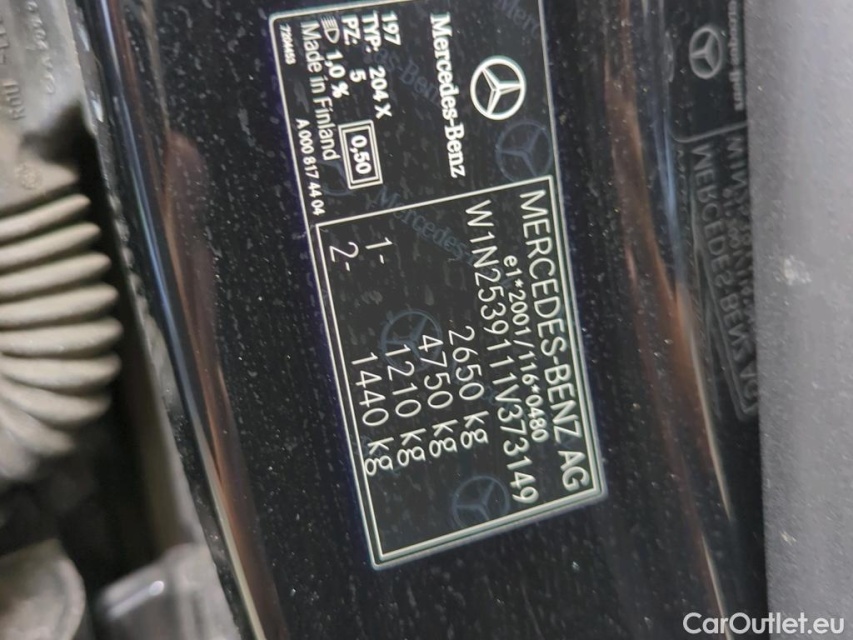 Mercedes-Benz
197
TYP: 204 X
PZ: 5
0,50
1,0 %
Made in Finland
7204453
A 000 817 44 04
MERCEDES-BENZ AG
e1*2001/116*0480
W1N2539111V373149
2650 kg
4750 kg
1- 1210 kg
2- 1440 kg
CarOutlet.eu